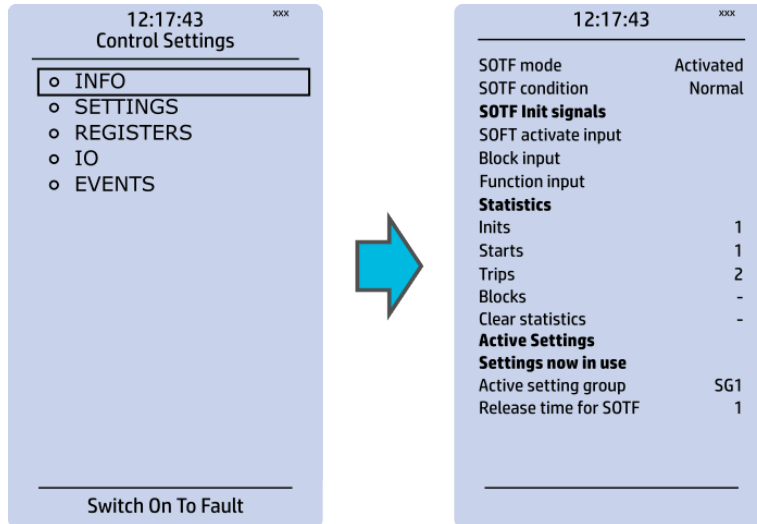 12:17:43 xxx
Control Settings
INFO
SETTINGS
REGISTERS
IO
EVENTS
Switch On To Fault
12:17:43 xxx
SOTF mode Activated
SOTF condition Normal
SOTF Init signals
SOFT activate input
Block input
Function input
Statistics
Inits 1
Starts 1
Trips 2
Blocks -
Clear statistics -
Active Settings
Settings now in use
Active setting group SG1
Release time for SOTF 1